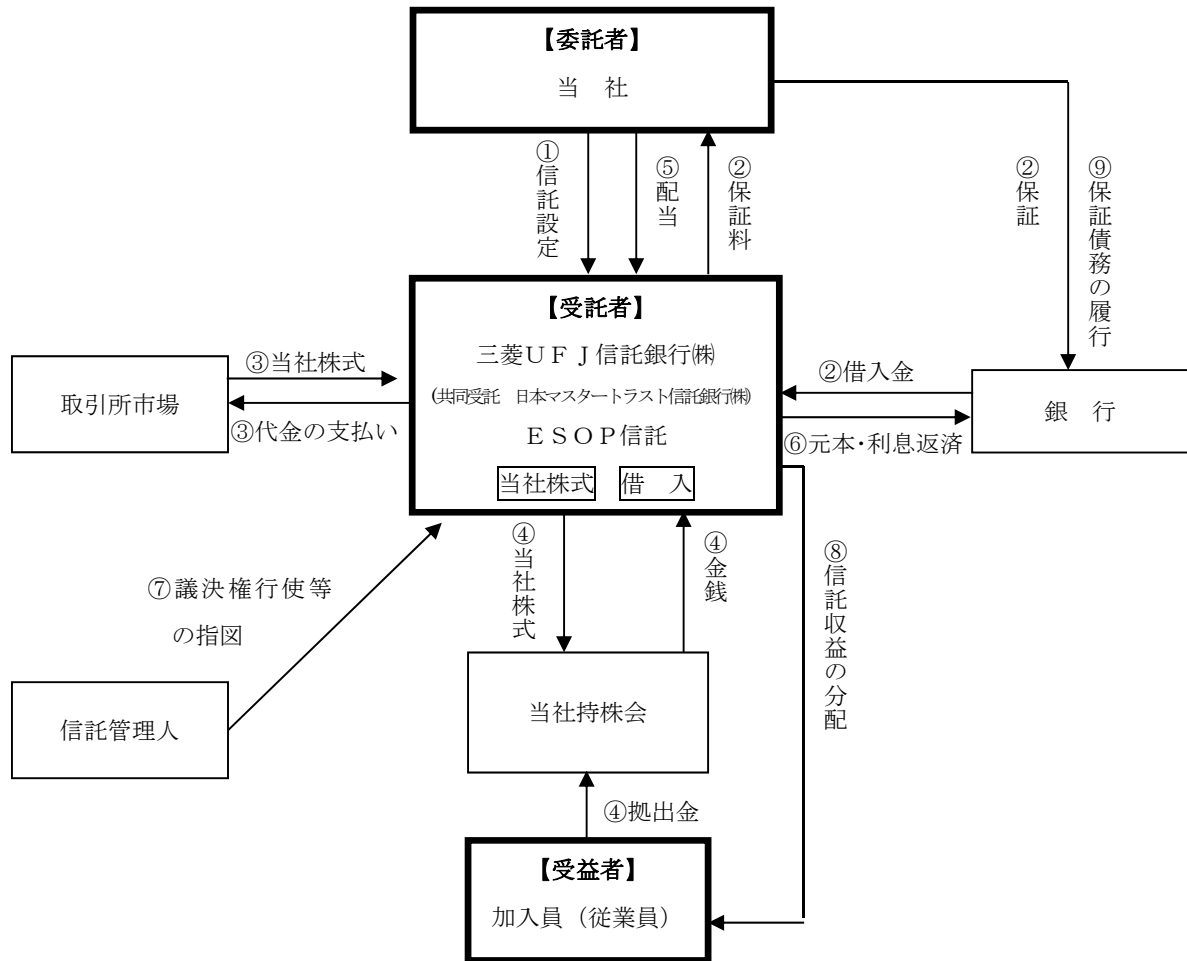 【委託者】
当　社
①信託設定
⑤配当
②保証料
②保証
⑨保証債務の履行
【受託者】
三菱ＵＦＪ信託銀行㈱
(共同受託　日本マスタートラスト信託銀行㈱)
ＥＳＯＰ信託
当社株式
借　入
取引所市場
③当社株式
③代金の支払い
②借入金
⑥元本・利息返済
銀　行
④当社株式
④金銭
⑧信託収益の分配
⑦議決権行使等
の指図
信託管理人
当社持株会
④拠出金
【受益者】
加入員（従業員）